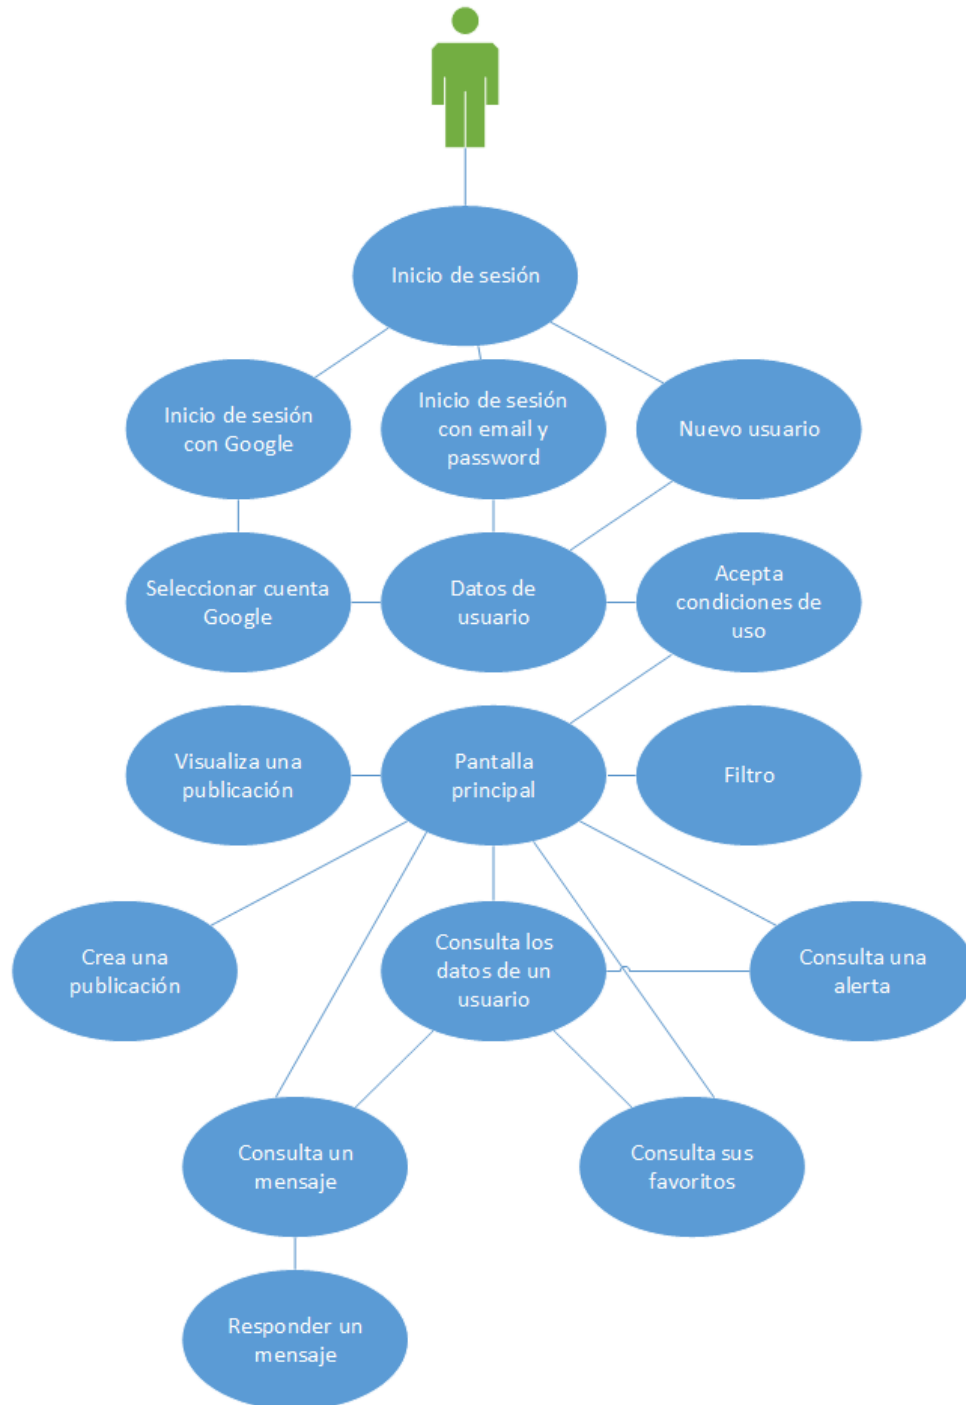 Inicio de sesión
Inicio de sesión
con Google
Inicio de sesión
con email y
password
Nuevo usuario
Seleccionar cuenta
Google
Datos de
usuario
Acepta
condiciones de
uso
Visualiza una
publicación
Pantalla
principal
Filtro
Crea una
publicación
Consulta los
datos de un
usuario
Consulta una
alerta
Consulta un
mensaje
Consulta sus
favoritos
Responder un
mensaje